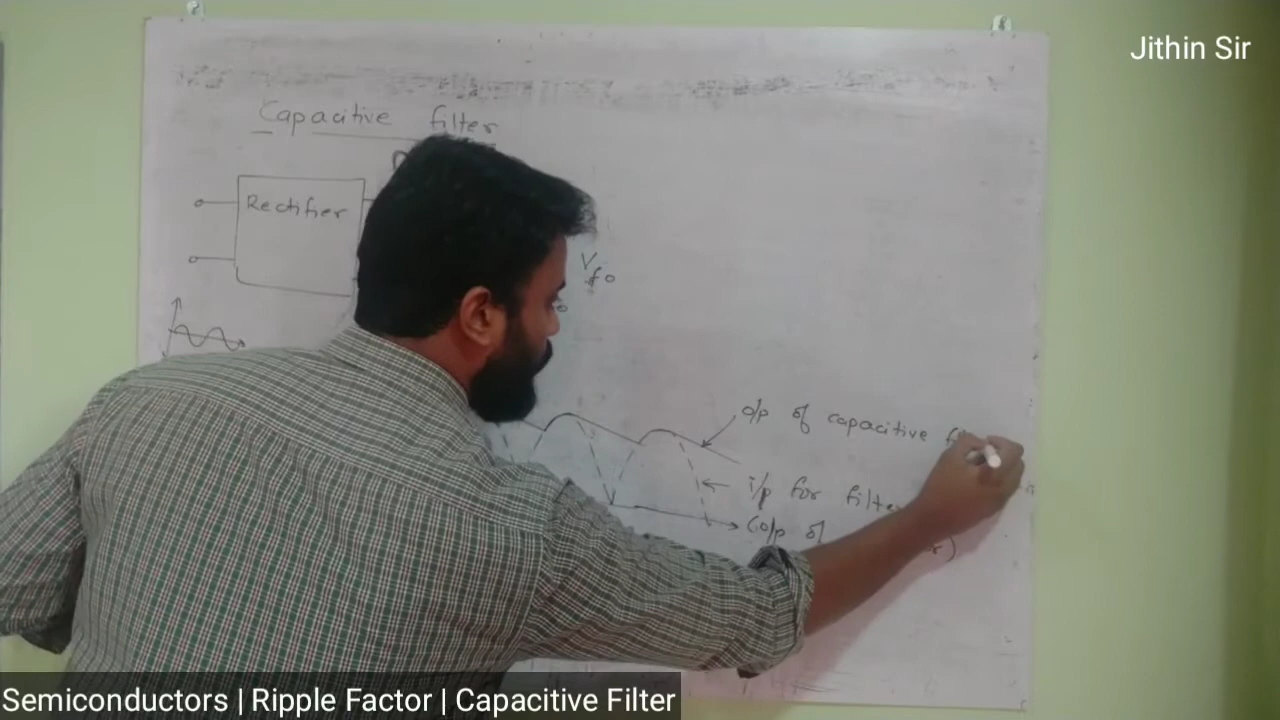 Jithin Sir
Capacitive filter
Rectifier
Vfo
o/p of capacitive
i/p for filter
(o/p of
Semiconductors | Ripple Factor | Capacitive Filter